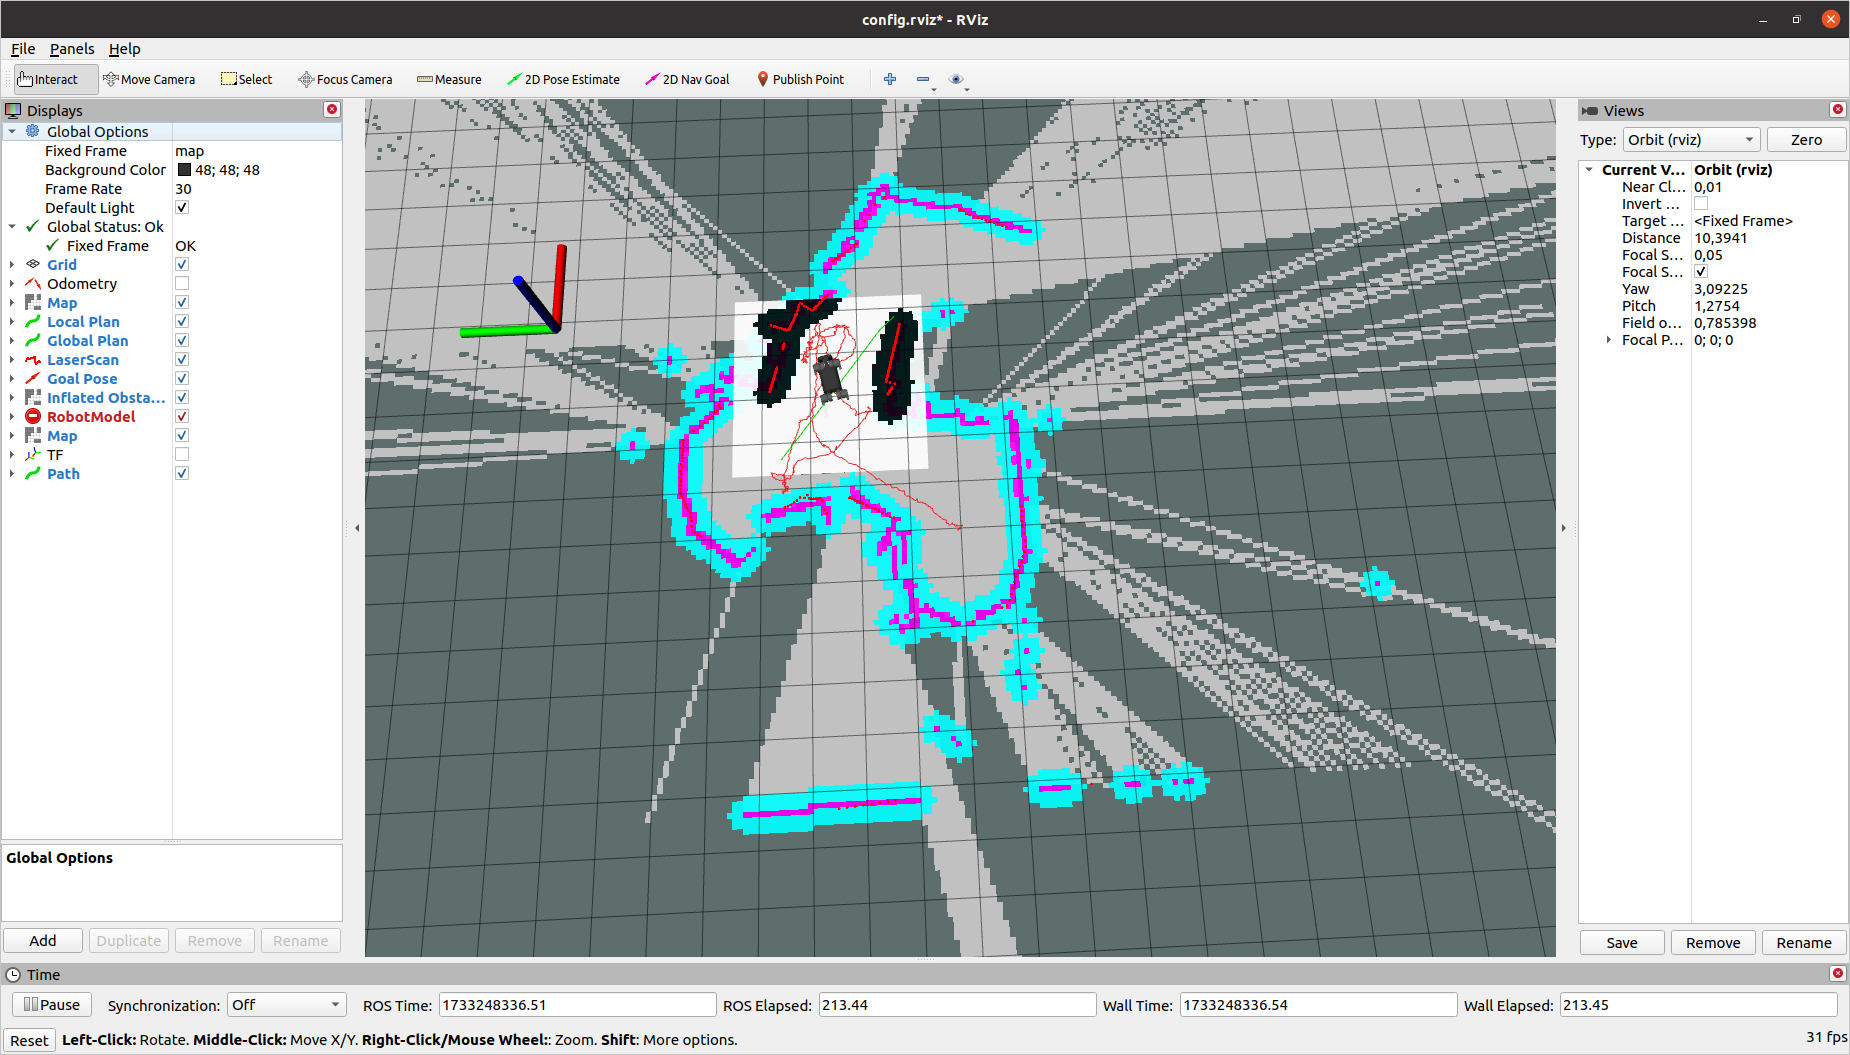 config.rviz* - RViz
File Panels Help
Interact Move Camera Select Focus Camera Measure 2D Pose Estimate 2D Nav Goal Publish Point
Displays
Global Options
Fixed Frame map
Background Color 48; 48; 48
Frame Rate 30
Default Light
Global Status: Ok
Fixed Frame OK
Grid
Odometry
Map
Local Plan
Global Plan
LaserScan
Goal Pose
Inflated Obsta...
RobotModel
Map
TF
Path
Global Options
Add Duplicate Remove Rename
Views
Type: Orbit (rviz) Zero
Current V... Orbit (rviz)
Near Cl... 0,01
Invert ...
Target ... <Fixed Frame>
Distance 10,3941
Focal S... 0,05
Focal S...
Yaw 3,09225
Pitch 1,2754
Field o... 0,785398
Focal P... 0; 0; 0
Save Remove Rename
Time
Pause Synchronization: Off ROS Time: 1733248336.51 ROS Elapsed: 213.44 Wall Time: 1733248336.54 Wall Elapsed: 213.45
Reset Left-Click: Rotate. Middle-Click: Move X/Y. Right-Click/Mouse Wheel:: Zoom. Shift: More options. 31 fps